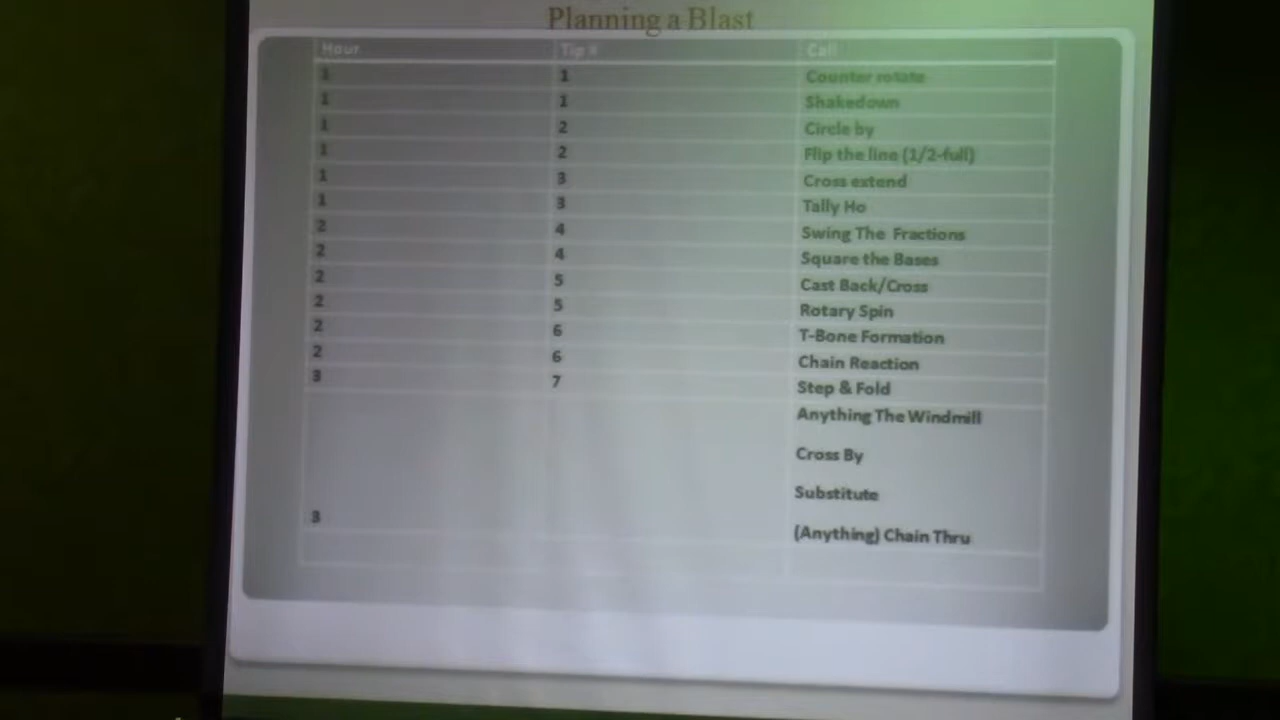 Planning a Blast
Hour Tip # Call
1 1 Counter rotate
1 1 Shakedown
1 2 Circle by
1 2 Flip the line (1/2-full)
1 3 Cross extend
1 3 Tally Ho
2 4 Swing The Fractions
2 4 Square the Bases
2 5 Cast Back/Cross
2 5 Rotary Spin
2 6 T-Bone Formation
2 6 Chain Reaction
3 7 Step & Fold
Anything The Windmill
Cross By
Substitute
3 (Anything) Chain Thru